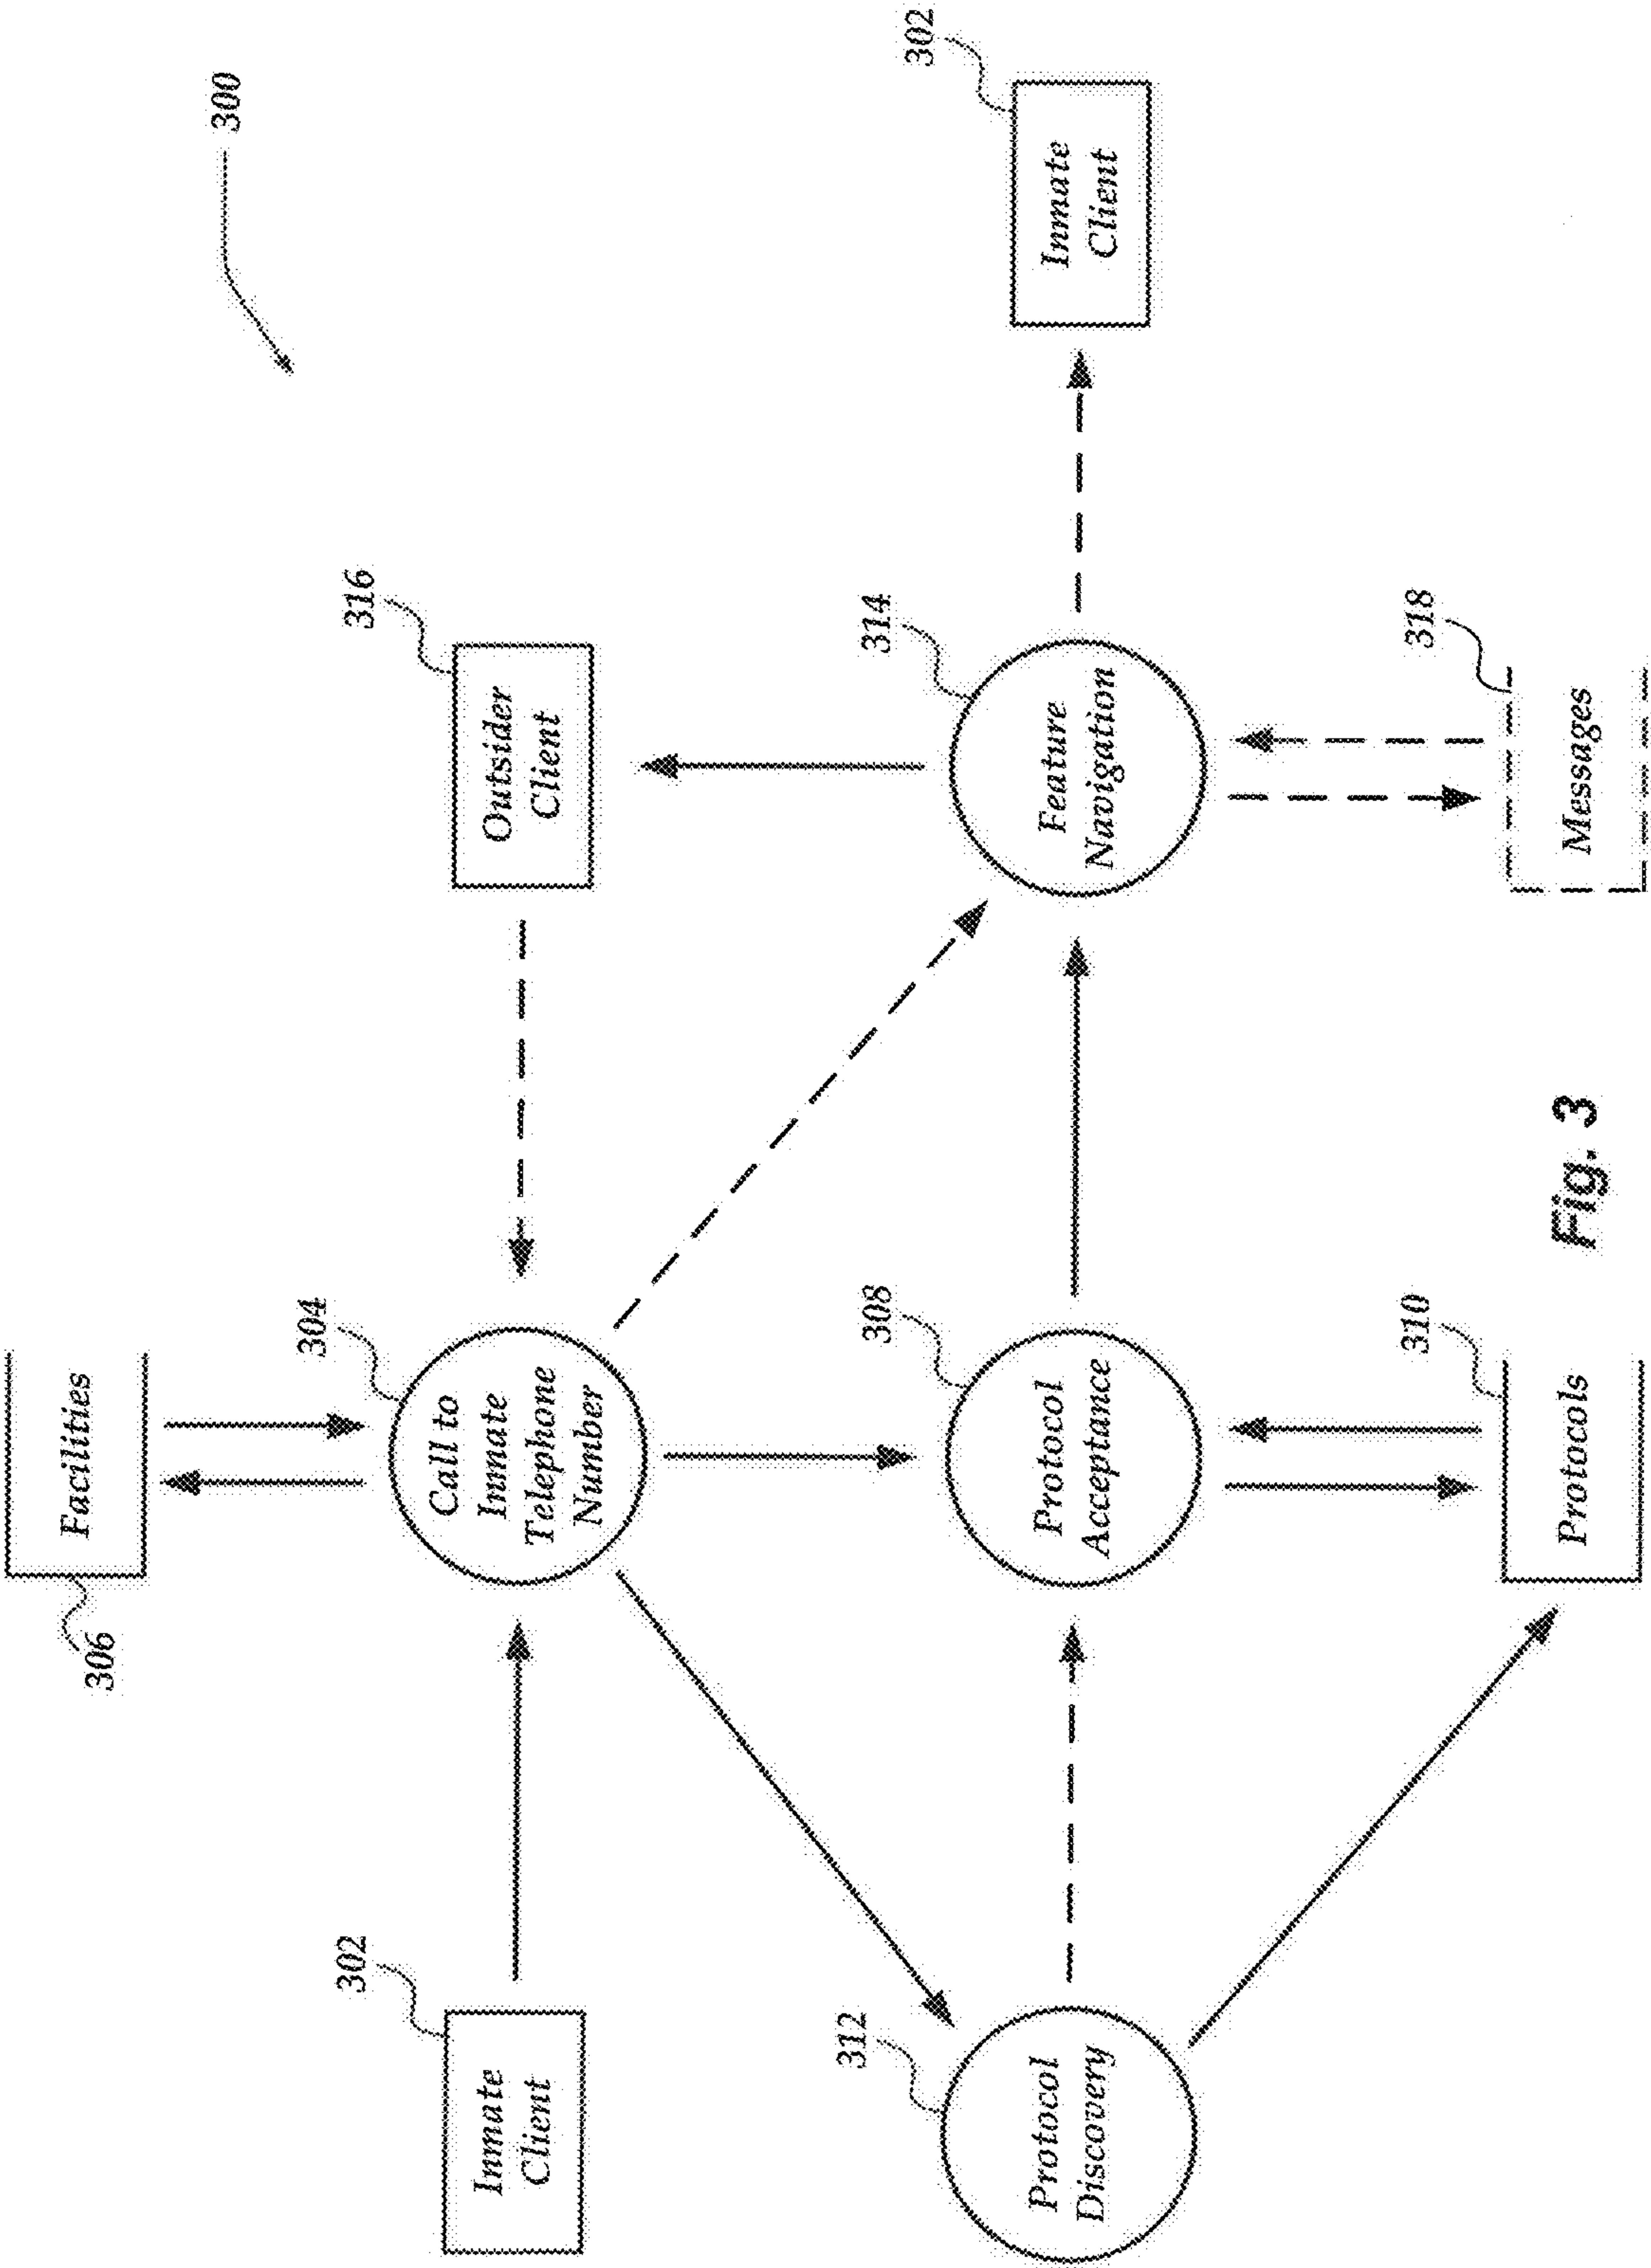 Facilities
306
300
302
304
316
Inmate
Client
Call to
Inmate
Telephone
Number
Outsider
Client
312
308
314
302
Protocol
Discovery
Protocol
Acceptance
Feature
Navigation
Inmate
Client
310
318
Protocols
Messages
Fig. 3